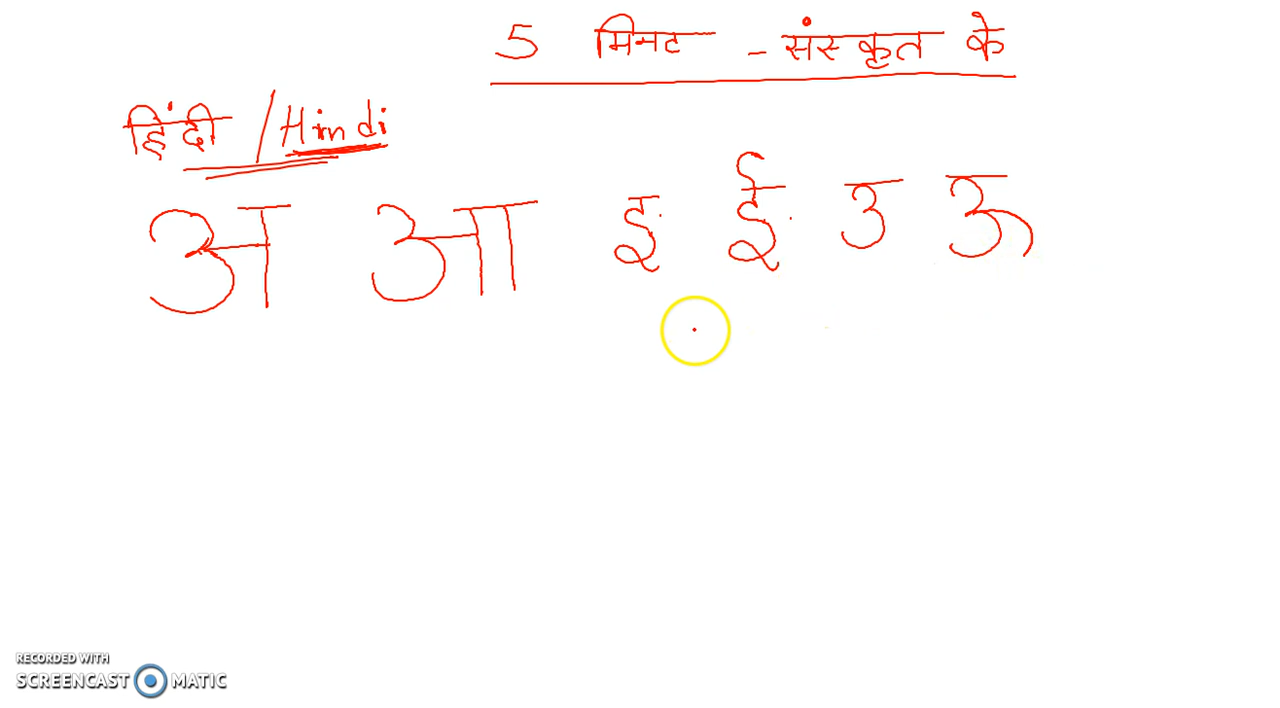 5 मिनट - संस्कृत के
हिंदी / Hindi
अ आ इ ई उ ऊ
RECORDED WITH
SCREENCAST MATIC